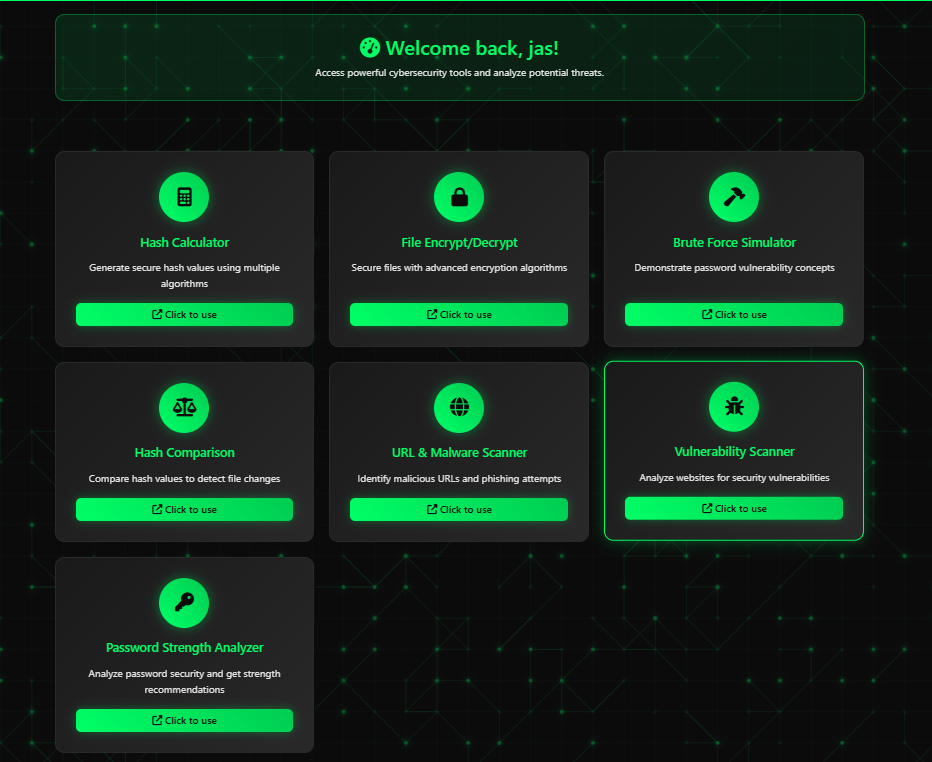 Welcome back, jas!
Access powerful cybersecurity tools and analyze potential threats.
Hash Calculator
Generate secure hash values using multiple
algorithms
Click to use
File Encrypt/Decrypt
Secure files with advanced encryption algorithms
Click to use
Brute Force Simulator
Demonstrate password vulnerability concepts
Click to use
Hash Comparison
Compare hash values to detect file changes
Click to use
URL & Malware Scanner
Identify malicious URLs and phishing attempts
Click to use
Vulnerability Scanner
Analyze websites for security vulnerabilities
Click to use
Password Strength Analyzer
Analyze password security and get strength
recommendations
Click to use